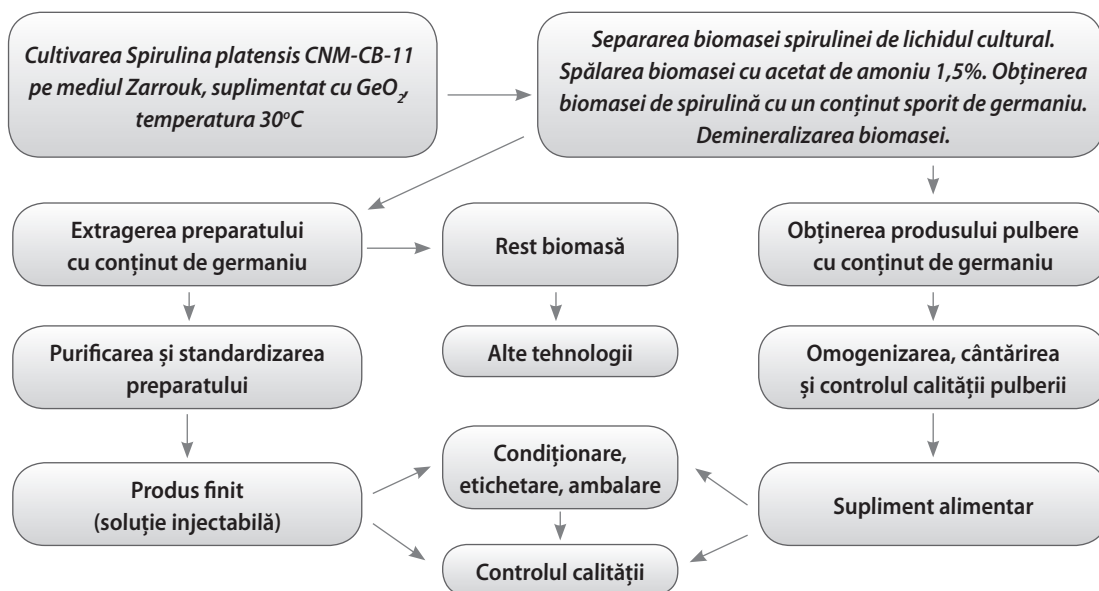 Cultivarea Spirulina platensis CNM-CB-11
pe mediul Zarrouk, suplimentat cu GeO₂,
temperatura 30ºC
Separarea biomasei spirulinei de lichidul cultural.
Spălarea biomasei cu acetat de amoniu 1,5%. Obținerea
biomasei de spirulină cu un conținut sporit de germaniu.
Demineralizarea biomasei.
Extragerea preparatului
cu conținut de germaniu
Rest biomasă
Obținerea produsului pulbere
cu conținut de germaniu
Purificarea și standardizarea
preparatului
Alte tehnologii
Omogenizarea, cântărirea
și controlul calității pulberii
Produs finit
(soluție injectabilă)
Condiționare,
etichetare, ambalare
Supliment alimentar
Controlul calității